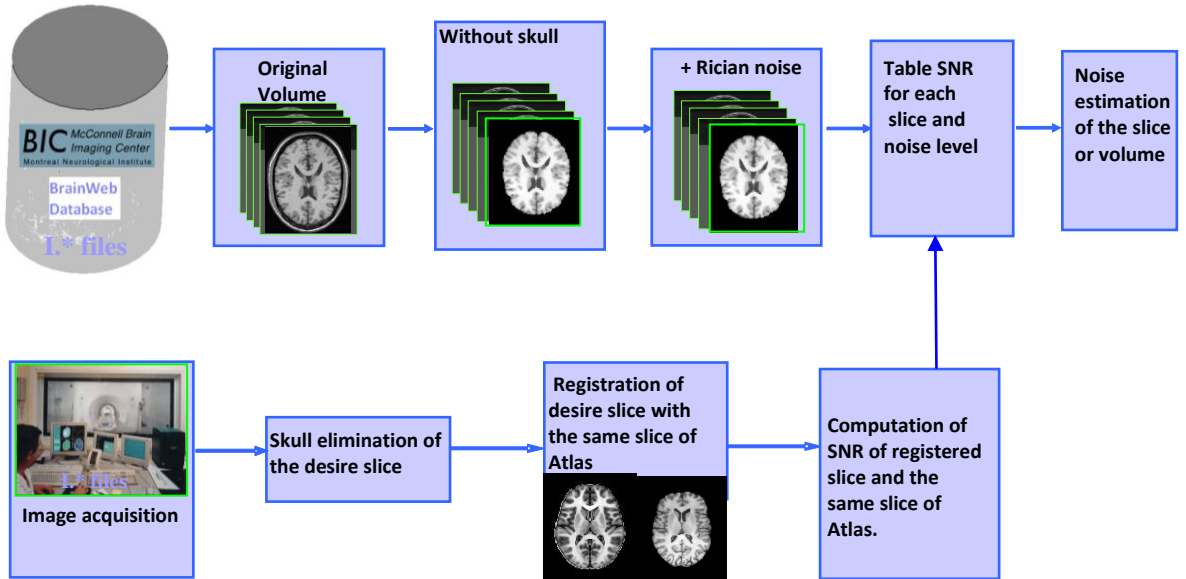 BIC McConnell Brain
Imaging Center
Montreal Neurological Institute
BrainWeb
Database
I.* files
Original
Volume
Without skull
+ Rician noise
Table SNR
for each
slice and
noise level
Noise
estimation
of the slice
or volume
I.* files
Image acquisition
Skull elimination of
the desire slice
Registration of
desire slice with
the same slice of
Atlas
Computation of
SNR of registered
slice and the
same slice of
Atlas.